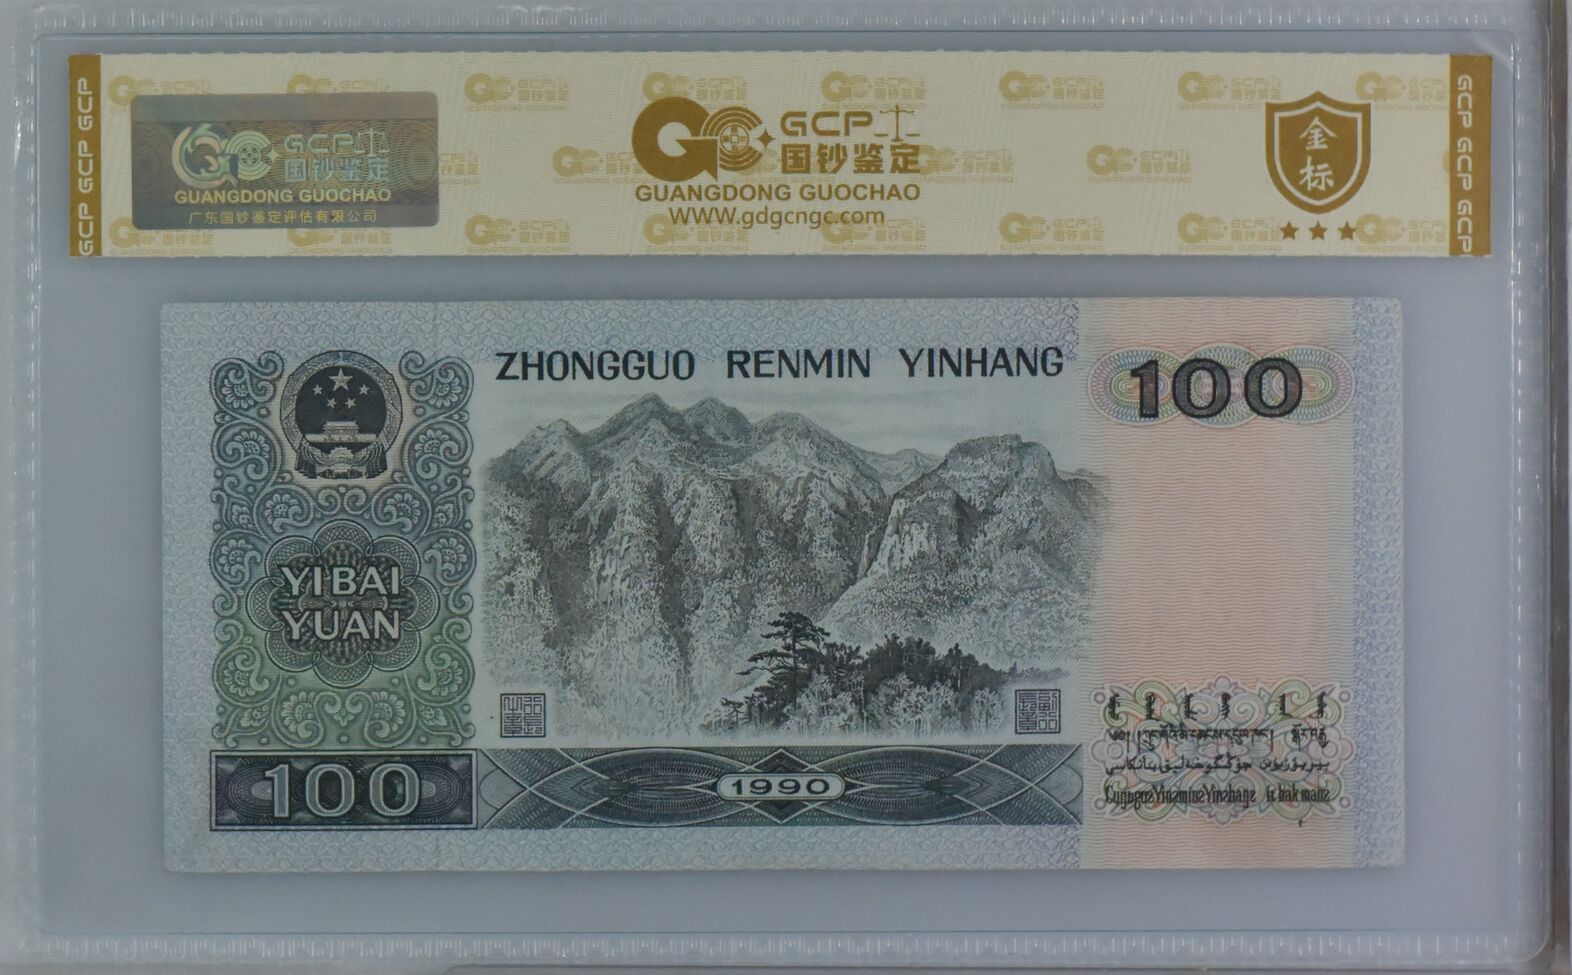 GCP GCP GCP
GCP 国钞鉴定
GUANGDONG GUOCHAO
广东国钞鉴定评估有限公司
GCP
国钞鉴定
GUANGDONG GUOCHAO
WWW.gdgcngc.com
金标
GCP GCP GCP
ZHONGGUO RENMIN YINHANG
100
YIBAI
YUAN
100
1990